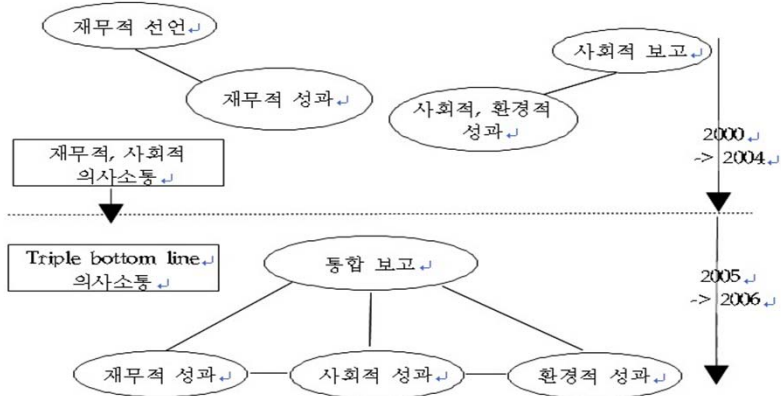 재무적 선언
사회적 보고
재무적 성과
사회적, 환경적
성과
2000
-> 2004
재무적, 사회적
의사소통
Triple bottom line
의사소통
통합 보고
2005
-> 2006
재무적 성과
사회적 성과
환경적 성과